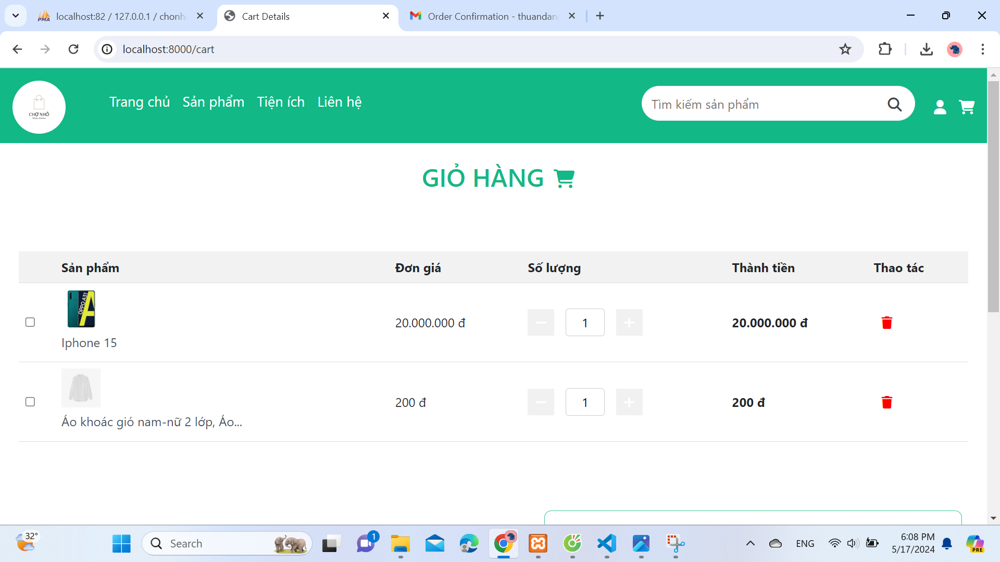 localhost:82 / 127.0.0.1 / chonh
Cart Details
Order Confirmation - thuandan
localhost:8000/cart
CHỢ NHỎ
Shop Online
Trang chủ
Sản phẩm
Tiện ích
Liên hệ
Tìm kiếm sản phẩm
GIỎ HÀNG
Sản phẩm
Đơn giá
Số lượng
Thành tiền
Thao tác
OPPO A31
Iphone 15
20.000.000 đ
1
20.000.000 đ
Áo khoác gió nam-nữ 2 lớp, Áo...
200 đ
1
200 đ
32°
Search
1
ENG
6:08 PM
5/17/2024
PRE